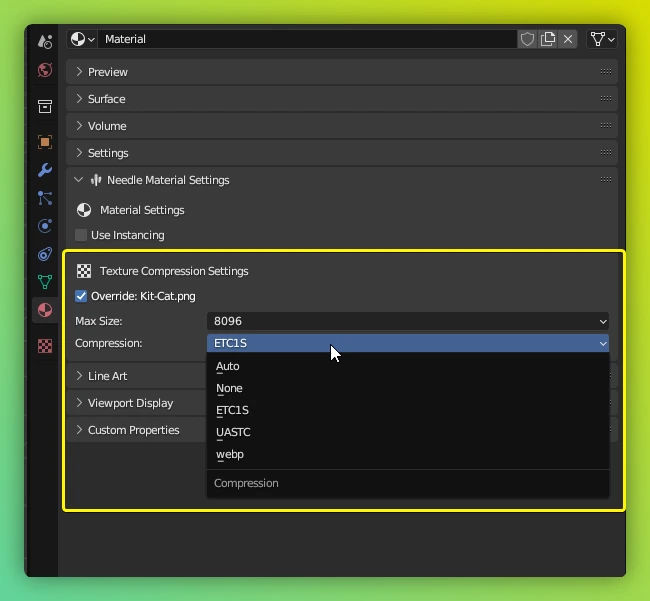 Material
Preview
Surface
Volume
Settings
Needle Material Settings
Material Settings
Use Instancing
Texture Compression Settings
Override: Kit-Cat.png
Max Size: 8096
Compression: ETC1S
Auto
Line Art
None
Viewport Display
ETC1S
Custom Properties
UASTC
webp
Compression